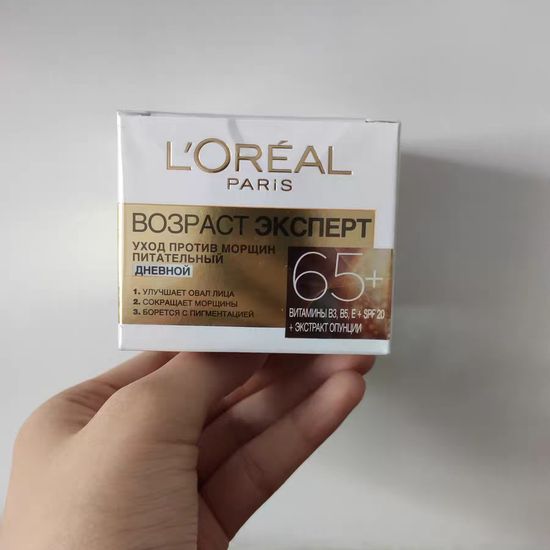 L'ORÉAL
PARIS
ВОЗРАСТ ЭКСПЕРТ
УХОД ПРОТИВ МОРЩИН
ПИТАТЕЛЬНЫЙ
ДНЕВНОЙ
1. УЛУЧШАЕТ ОВАЛ ЛИЦА
2. СОКРАЩАЕТ МОРЩИНЫ
3. БОРЕТСЯ С ПИГМЕНТАЦИЕЙ
65+
ВИТАМИНЫ B3, B5, E + SPF 20
+ ЭКСТРАКТ ОПУНЦИИ